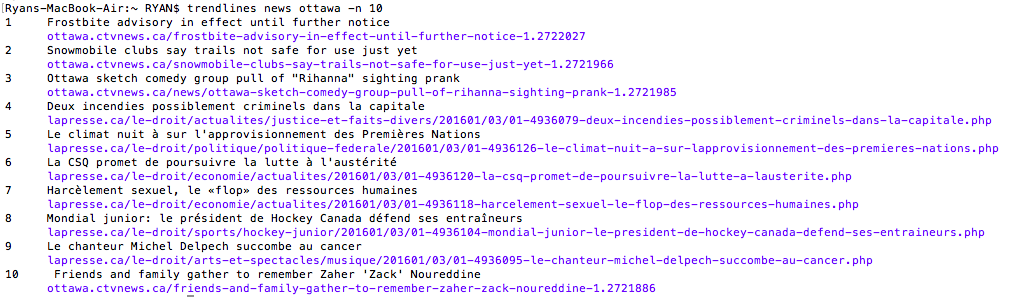 Ryans-MacBook-Air:~ RYAN$ trendlines news ottawa -n 10
1 Frostbite advisory in effect until further notice
ottawa.ctvnews.ca/frostbite-advisory-in-effect-until-further-notice-1.2722027
2 Snowmobile clubs say trails not safe for use just yet
ottawa.ctvnews.ca/snowmobile-clubs-say-trails-not-safe-for-use-just-yet-1.2721966
3 Ottawa sketch comedy group pull of "Rihanna" sighting prank
ottawa.ctvnews.ca/news/ottawa-sketch-comedy-group-pull-of-rihanna-sighting-prank-1.2721985
4 Deux incendies possiblement criminels dans la capitale
lapresse.ca/le-droit/actualites/justice-et-faits-divers/201601/03/01-4936079-deux-incendies-possiblement-criminels-dans-la-capitale.php
5 Le climat nuit à sur l'approvisionnement des Premières Nations
lapresse.ca/le-droit/politique/politique-federale/201601/03/01-4936126-le-climat-nuit-a-sur-lapprovisionnement-des-premieres-nations.php
6 La CSQ promet de poursuivre la lutte à l'austérité
lapresse.ca/le-droit/economie/actualites/201601/03/01-4936120-la-csq-promet-de-poursuivre-la-lutte-a-lausterite.php
7 Harcèlement sexuel, le «flop» des ressources humaines
lapresse.ca/le-droit/economie/actualites/201601/03/01-4936118-harcelement-sexuel-le-flop-des-ressources-humaines.php
8 Mondial junior: le président de Hockey Canada défend ses entraîneurs
lapresse.ca/le-droit/sports/hockey-junior/201601/03/01-4936104-mondial-junior-le-president-de-hockey-canada-defend-ses-entraineurs.php
9 Le chanteur Michel Delpech succombe au cancer
lapresse.ca/le-droit/arts-et-spectacles/musique/201601/03/01-4936095-le-chanteur-michel-delpech-succombe-au-cancer.php
10 Friends and family gather to remember Zaher 'Zack' Noureddine
ottawa.ctvnews.ca/friends-and-family-gather-to-remember-zaher-zack-noureddine-1.2721886